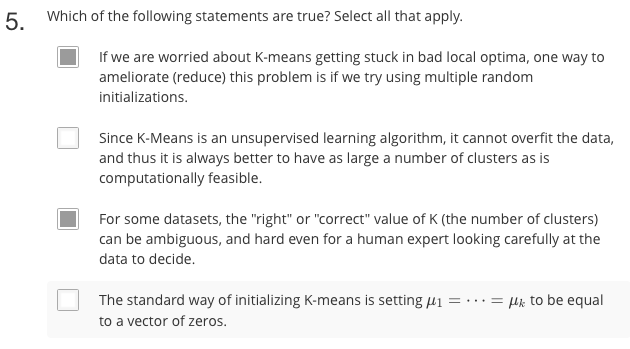 5. Which of the following statements are true? Select all that apply.
If we are worried about K-means getting stuck in bad local optima, one way to
ameliorate (reduce) this problem is if we try using multiple random
initializations.
Since K-Means is an unsupervised learning algorithm, it cannot overfit the data,
and thus it is always better to have as large a number of clusters as is
computationally feasible.
For some datasets, the "right" or "correct" value of K (the number of clusters)
can be ambiguous, and hard even for a human expert looking carefully at the
data to decide.
The standard way of initializing K-means is setting μ₁ = ⋯ = μₖ to be equal
to a vector of zeros.